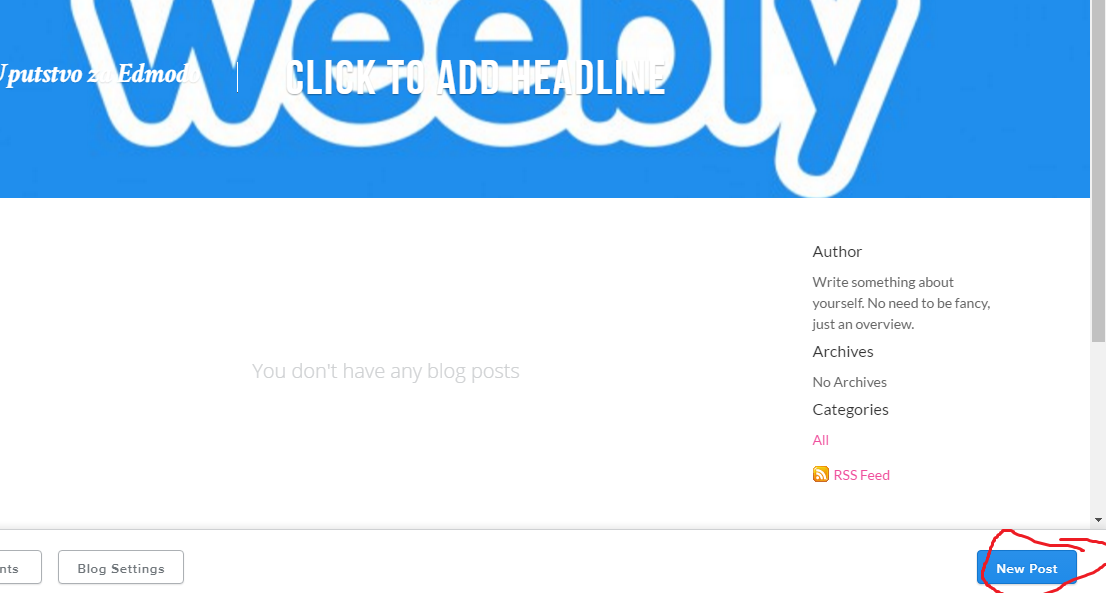 weebly
Uputstvo za Edmodo
CLICK TO ADD HEADLINE
Author
Write something about
yourself. No need to be fancy,
just an overview.
Archives
You don't have any blog posts
No Archives
Categories
All
RSS Feed
nts
Blog Settings
New Post